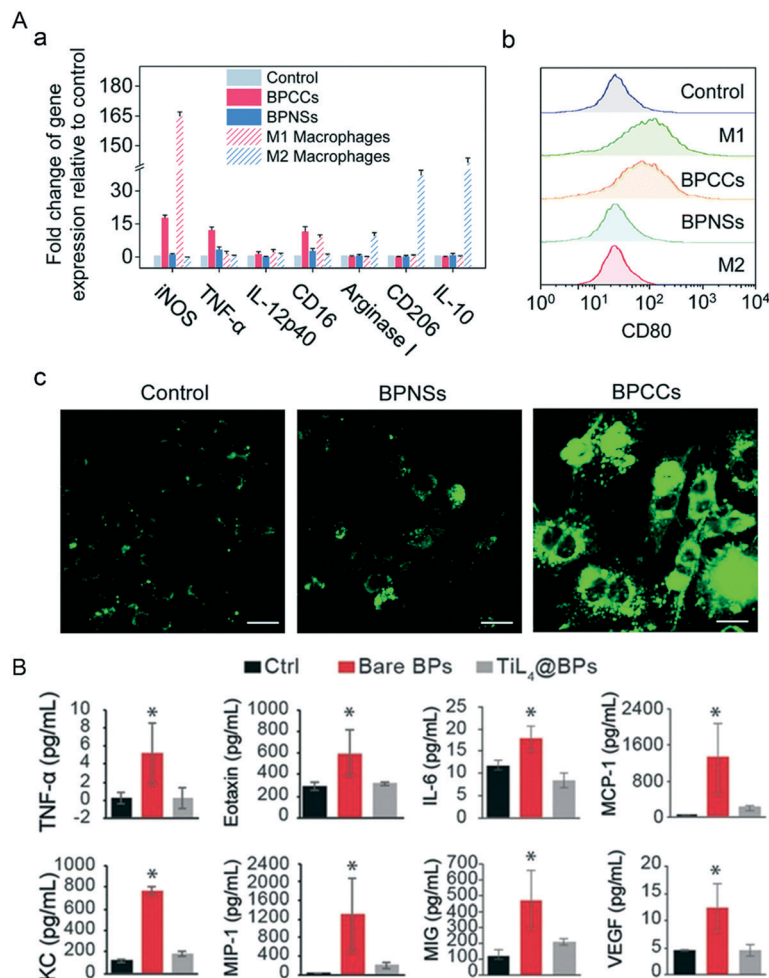 A
a
Fold change of gene
expression relative to control
180
165
150
30
15
0
Control
BPCCs
BPNSs
M1 Macrophages
M2 Macrophages
iNOS
TNF-α
IL-12p40
CD16
Arginase I
CD206
IL-10
b
Control
M1
BPCCs
BPNSs
M2
10⁰ 10¹ 10² 10³ 10⁴
CD80
c
Control
BPNSs
BPCCs
B
Ctrl Bare BPs TiL₄@BPs
TNF-α (pg/mL)
10
8
6
4
2
0
-2
*
Eotaxin (pg/mL)
1000
800
600
400
200
0
*
IL-6 (pg/mL)
25
20
15
10
5
0
*
MCP-1 (pg/mL)
2400
1600
800
0
*
KC (pg/mL)
1000
800
600
400
200
0
*
MIP-1 (pg/mL)
2400
2000
1600
1200
800
400
0
*
MIG (pg/mL)
700
600
500
400
300
200
100
0
*
VEGF (pg/mL)
20
15
10
5
0
*